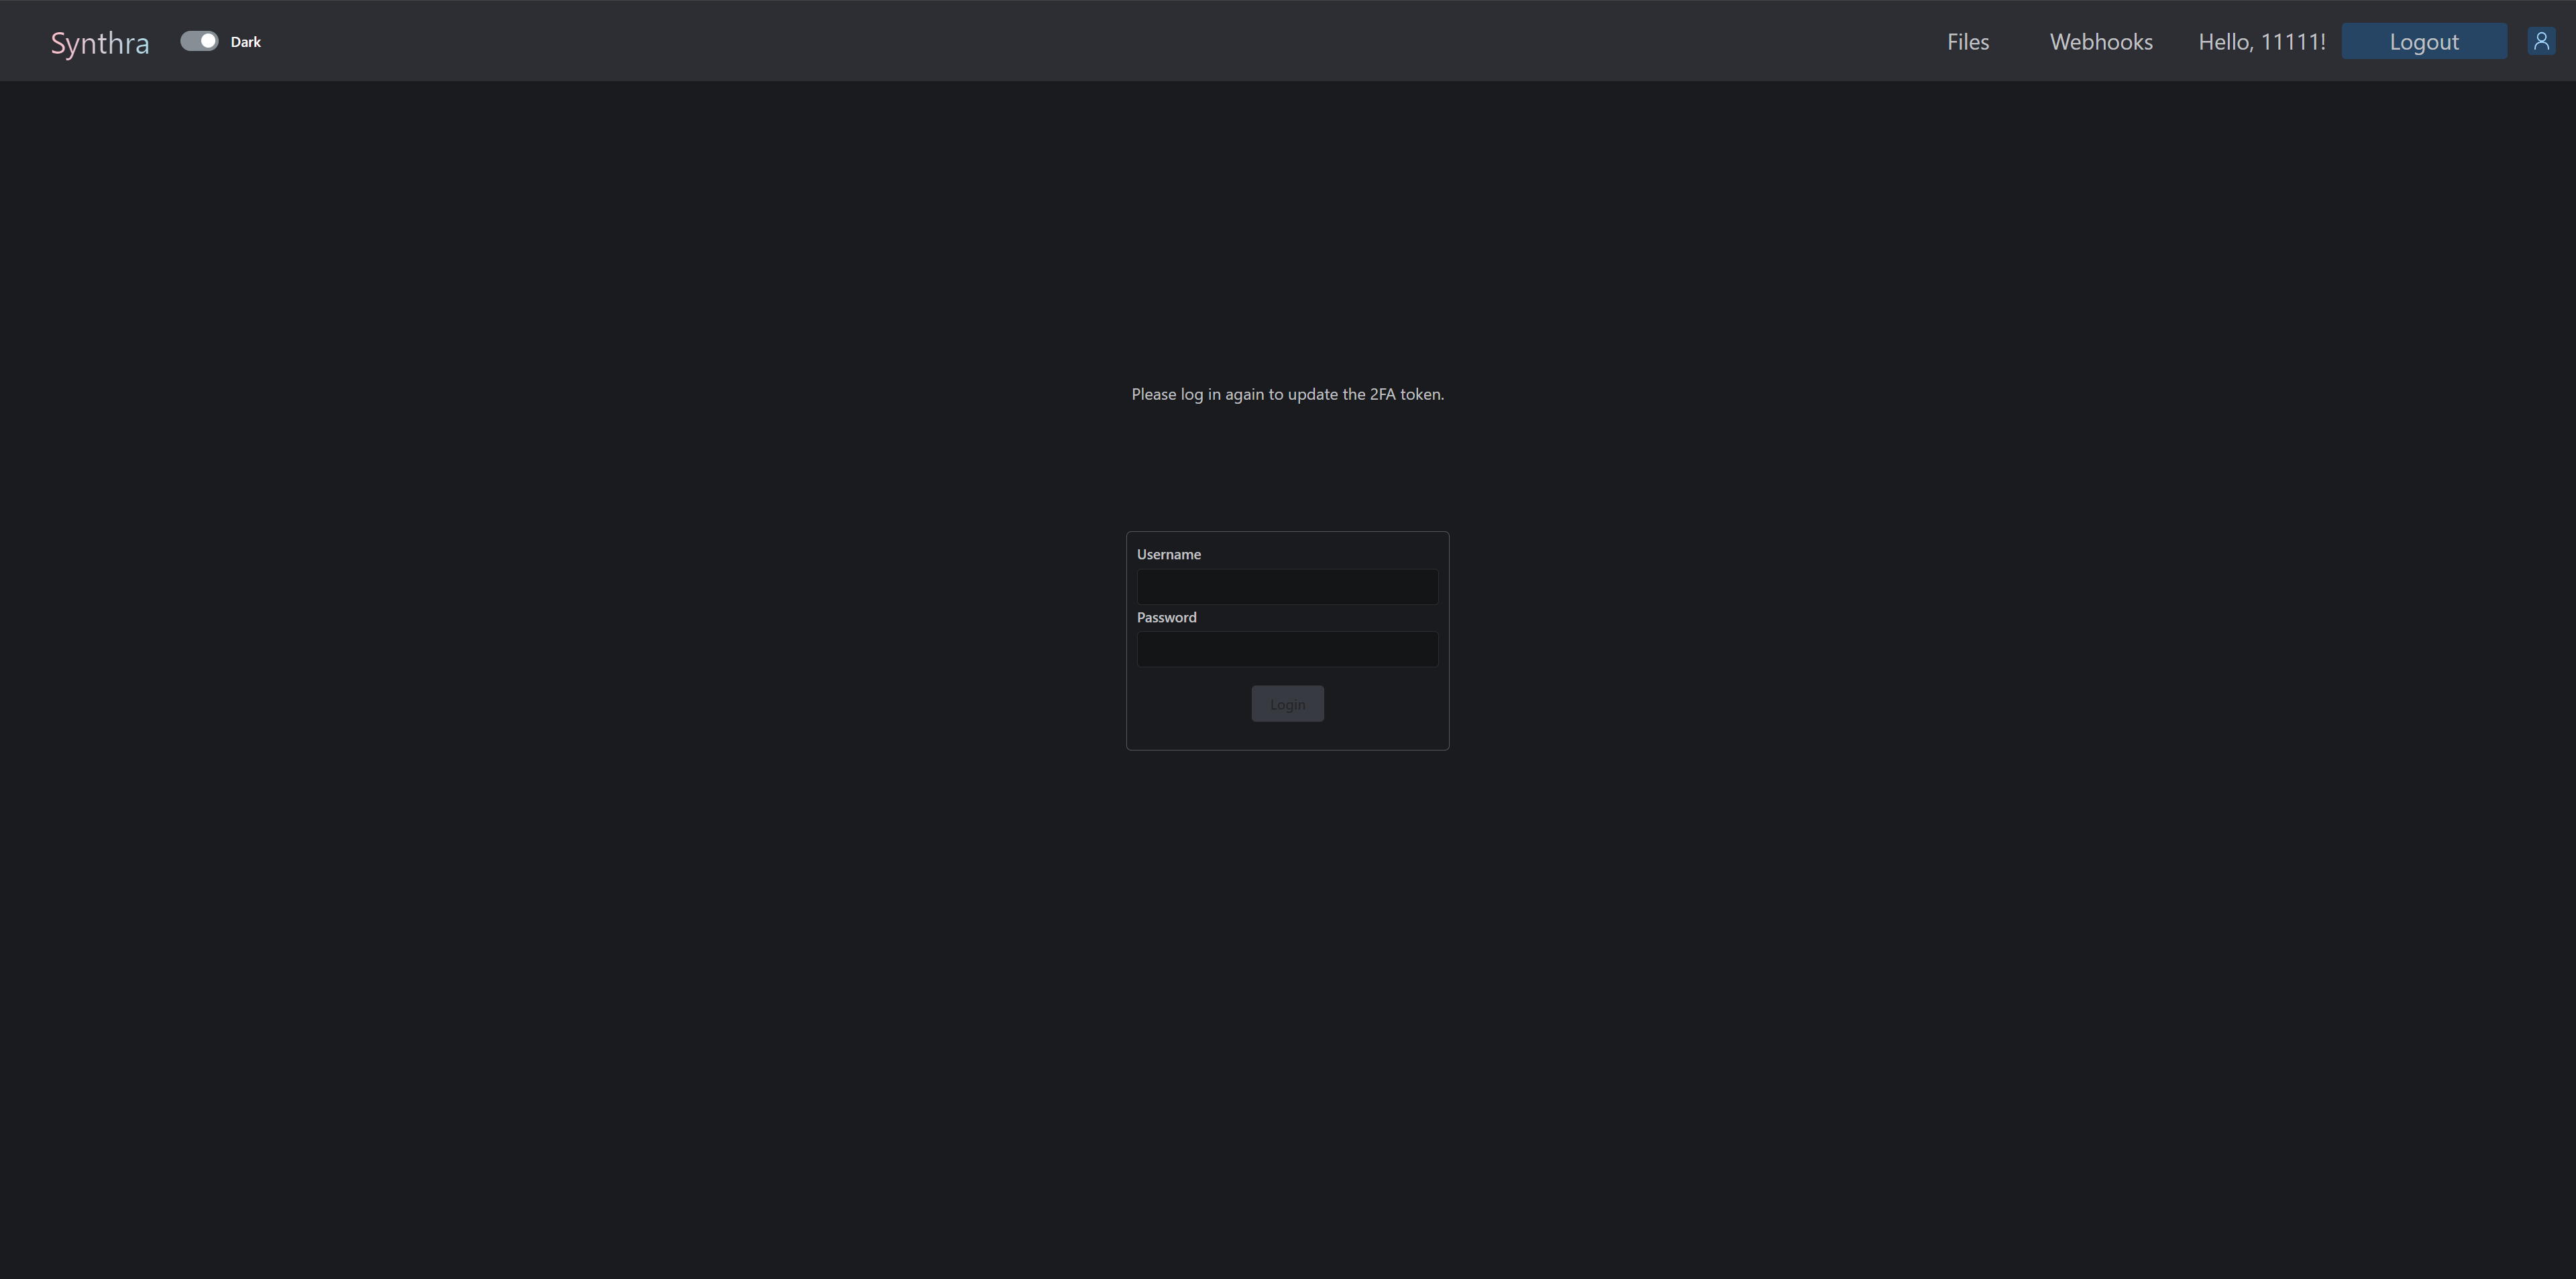 Synthra
Dark
Files
Webhooks
Hello, 11111!
Logout
Please log in again to update the 2FA token.
Username
Password
Login